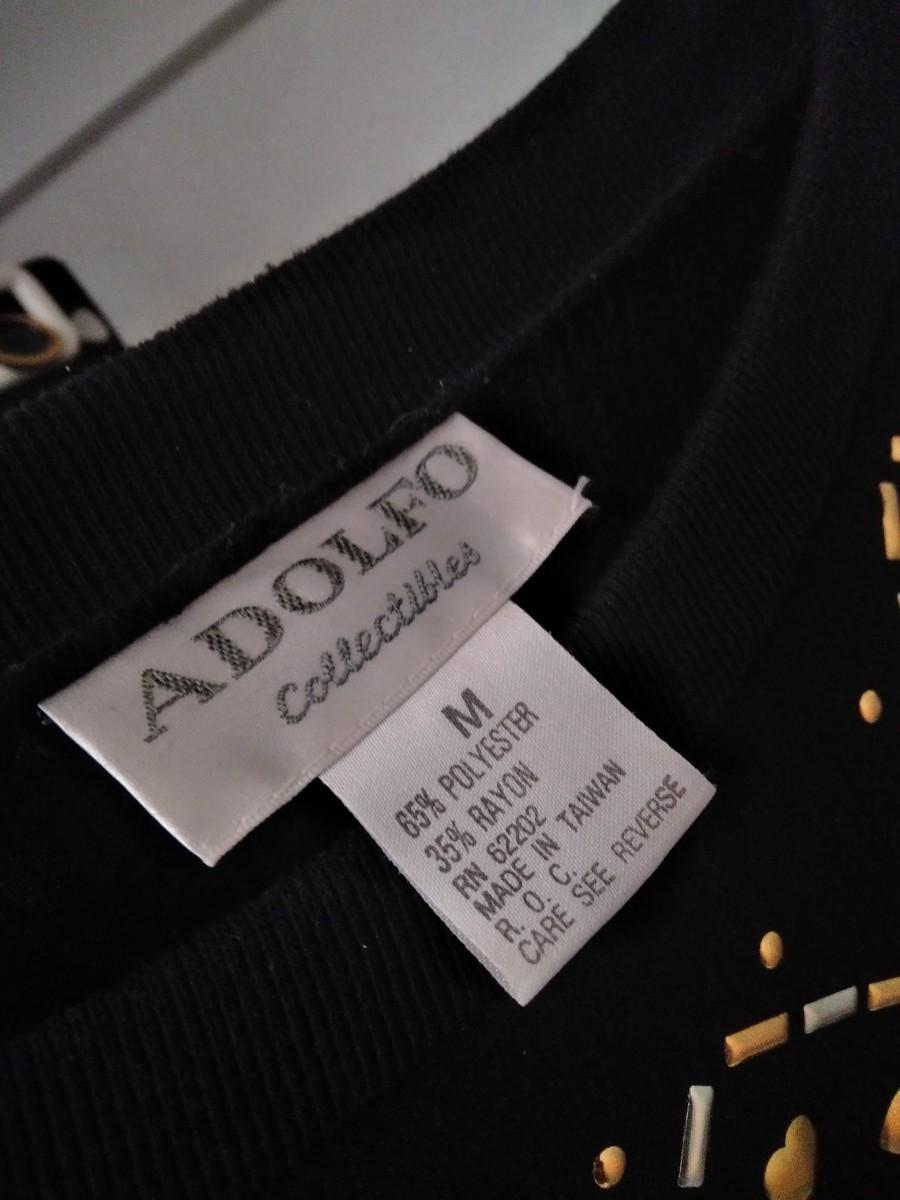 ADOLFO
Collectibles
M
65% POLYESTER
35% RAYON
RN 62202
MADE IN TAIWAN
R. O. C.
CARE SEE REVERSE